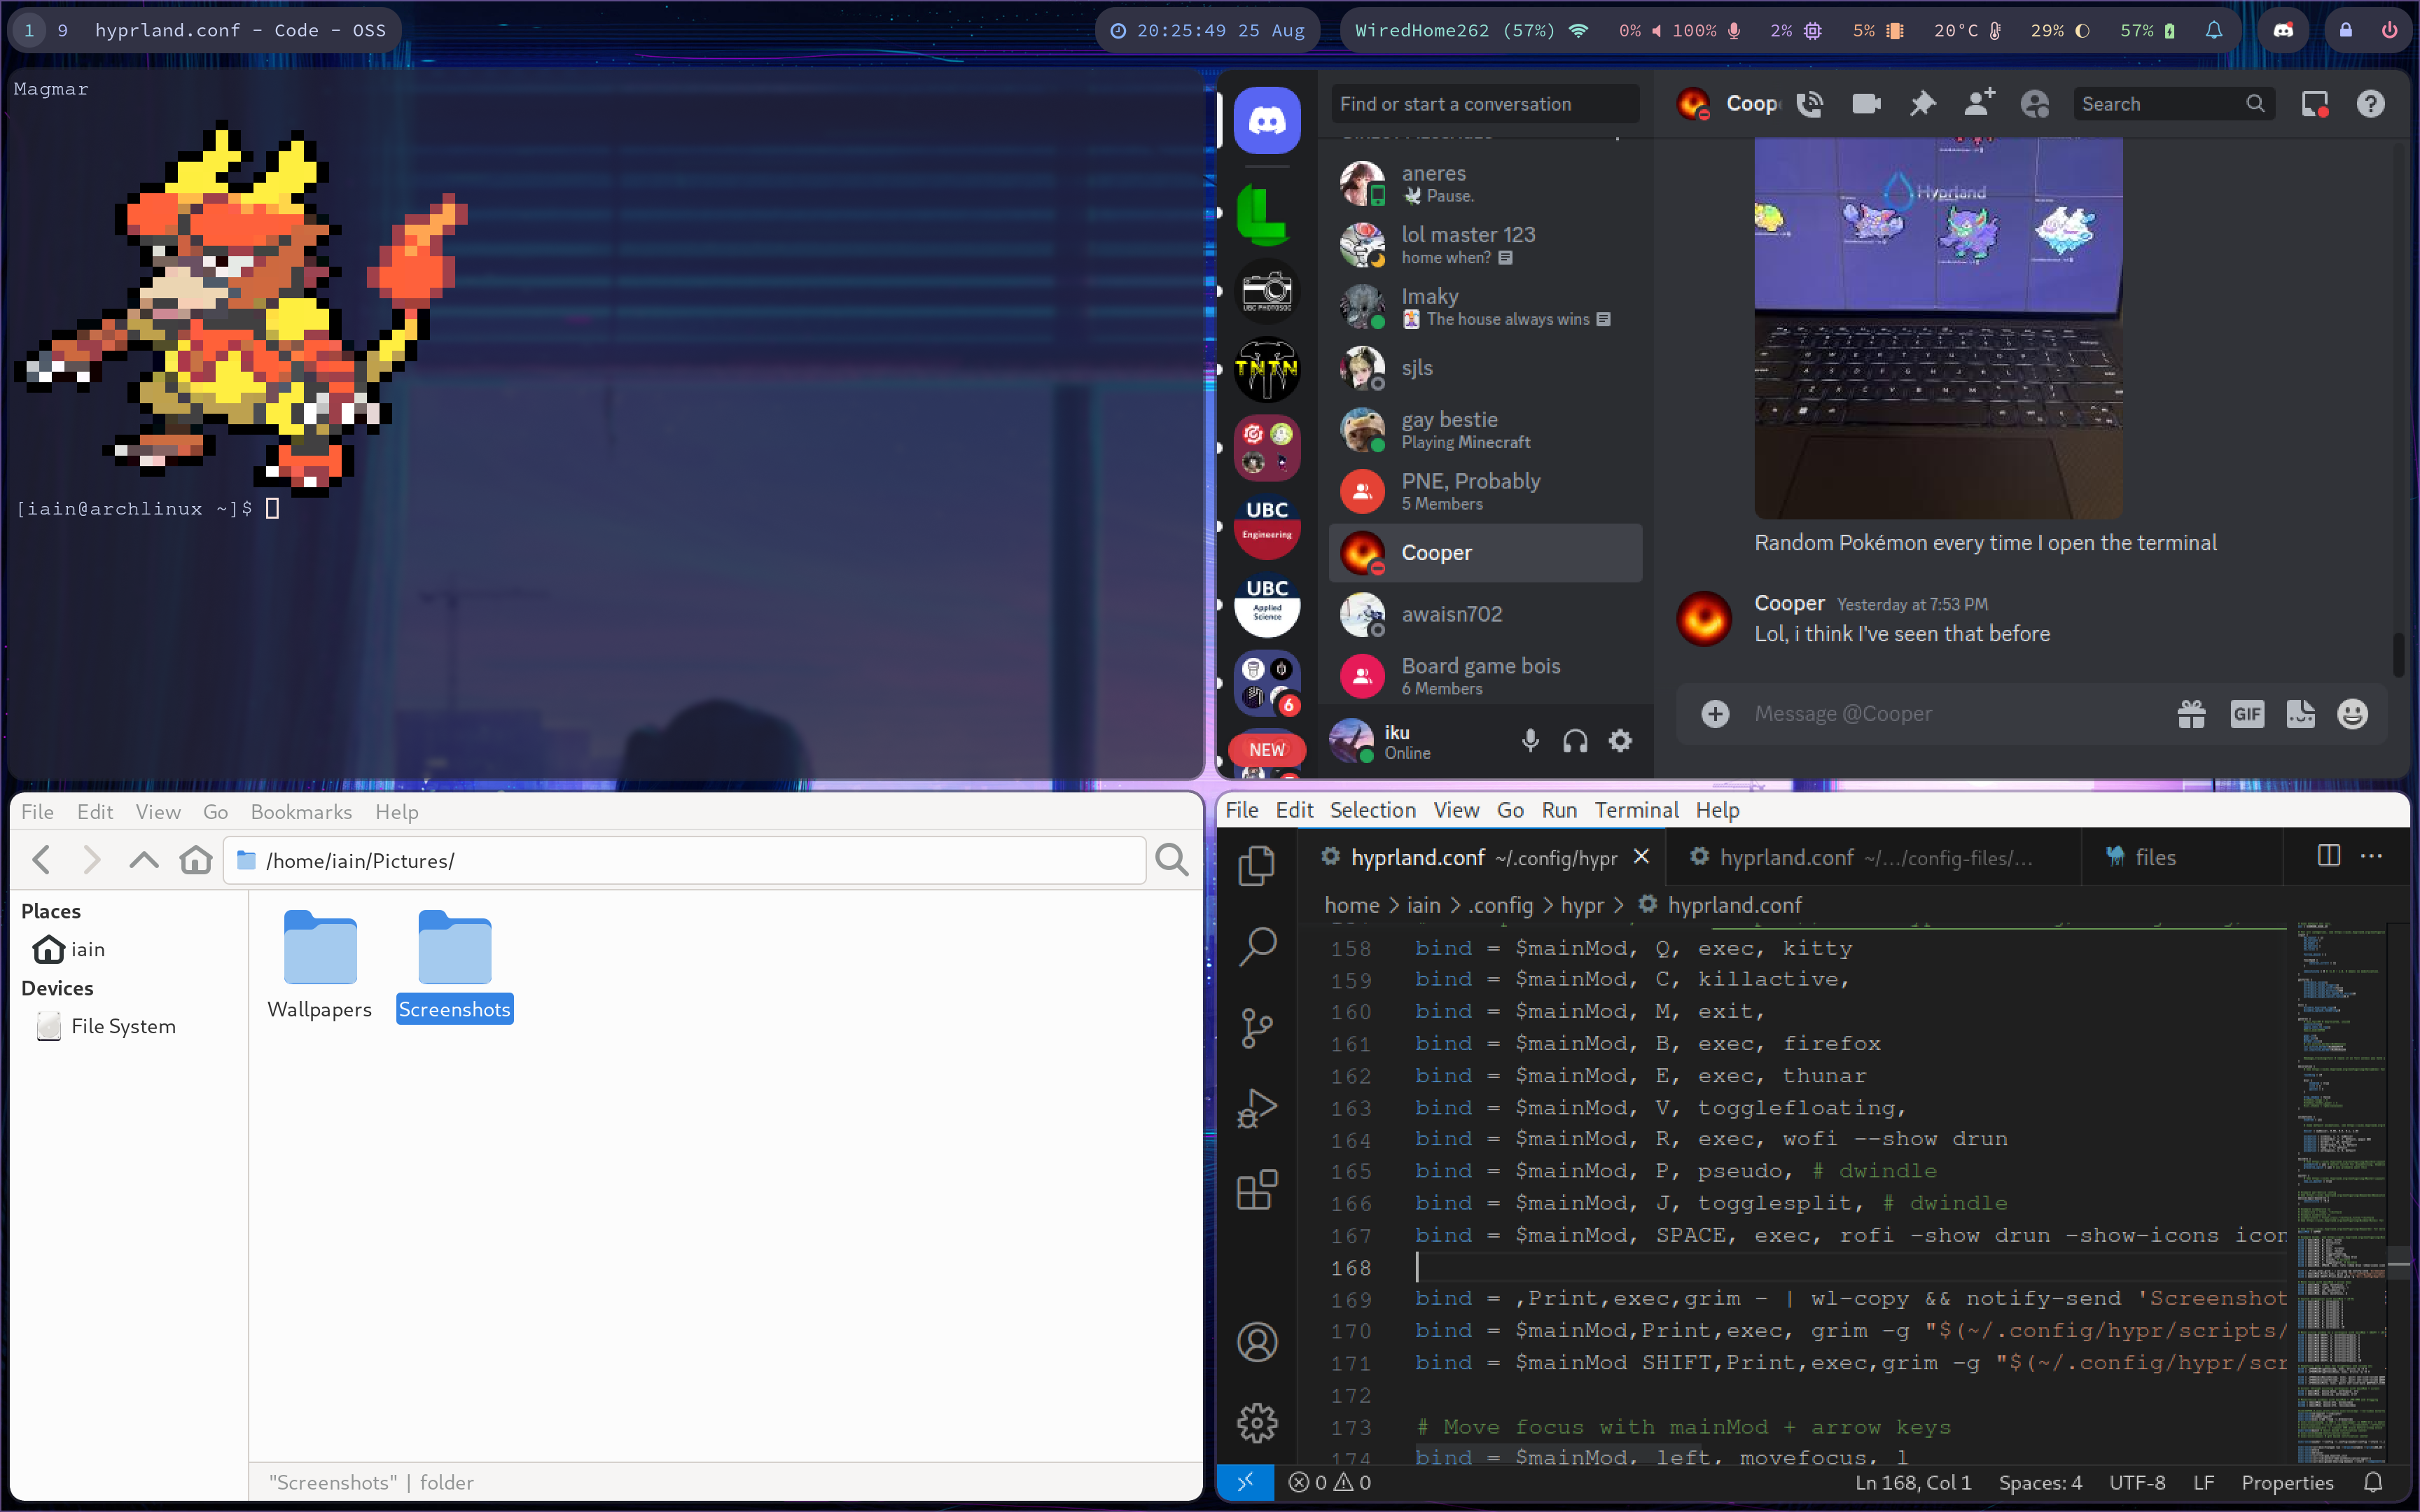 1 9 hyprland.conf - Code - OSS
20:25:49 25 Aug
WiredHome262 (57%) 0% 100% 2% 5% 20°C 29% 57%
Magmar
[iain@archlinux ~]$
Find or start a conversation
aneres
Pause.
lol master 123
home when?
Imaky
The house always wins
sjls
gay bestie
Playing Minecraft
PNE, Probably
5 Members
Cooper
awaisn702
Board game bois
6 Members
iku
Online
UBC PHOTOSOC
TNTN
UBC
Engineering
UBC
Applied
Science
6
NEW
Coop
Search
Hyprland
Random Pokémon every time I open the terminal
Cooper Yesterday at 7:53 PM
Lol, i think I've seen that before
Message @Cooper
GIF
File Edit View Go Bookmarks Help
/home/iain/Pictures/
Places
iain
Devices
File System
Wallpapers
Screenshots
"Screenshots" | folder
File Edit Selection View Go Run Terminal Help
hyprland.conf ~/.config/hypr
hyprland.conf ~/.../config-files/...
files
home > iain > .config > hypr > hyprland.conf
158 bind = $mainMod, Q, exec, kitty
159 bind = $mainMod, C, killactive,
160 bind = $mainMod, M, exit,
161 bind = $mainMod, B, exec, firefox
162 bind = $mainMod, E, exec, thunar
163 bind = $mainMod, V, togglefloating,
164 bind = $mainMod, R, exec, wofi --show drun
165 bind = $mainMod, P, pseudo, # dwindle
166 bind = $mainMod, J, togglesplit, # dwindle
167 bind = $mainMod, SPACE, exec, rofi -show drun -show-icons icon
168
169 bind = ,Print,exec,grim - | wl-copy && notify-send 'Screenshot
170 bind = $mainMod,Print,exec, grim -g "$(~/.config/hypr/scripts/
171 bind = $mainMod SHIFT,Print,exec,grim -g "$(~/.config/hypr/scr
172
173 # Move focus with mainMod + arrow keys
174 bind = $mainMod, left, movefocus, l
0 0
Ln 168, Col 1 Spaces: 4 UTF-8 LF Properties